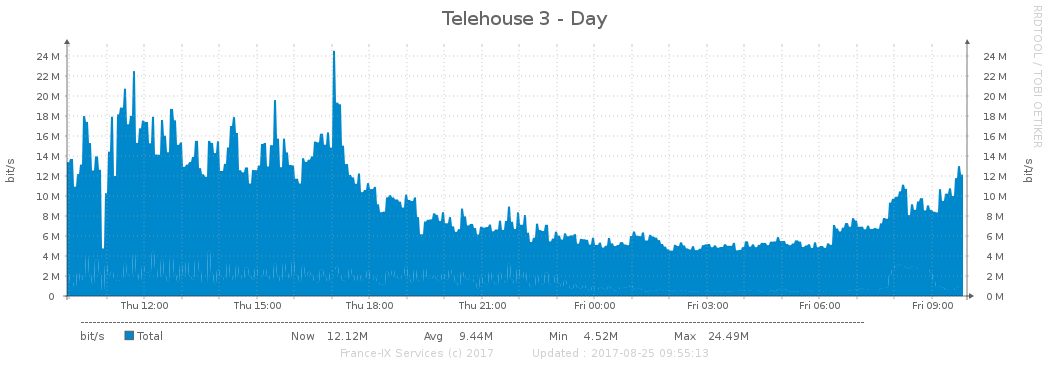 Telehouse 3 - Day
RRDTOOL / TOBI OETIKER
bit/s
24 M 24 M
22 M 22 M
20 M 20 M
18 M 18 M
16 M 16 M
14 M 14 M
12 M 12 M
10 M 10 M
8 M 8 M
6 M 6 M
4 M 4 M
2 M 2 M
0 0 M
bit/s
Thu 12:00 Thu 15:00 Thu 18:00 Thu 21:00 Fri 00:00 Fri 03:00 Fri 06:00 Fri 09:00
bit/s Total Now 12.12M Avg 9.44M Min 4.52M Max 24.49M
France-IX Services (c) 2017 Updated : 2017-08-25 09:55:13